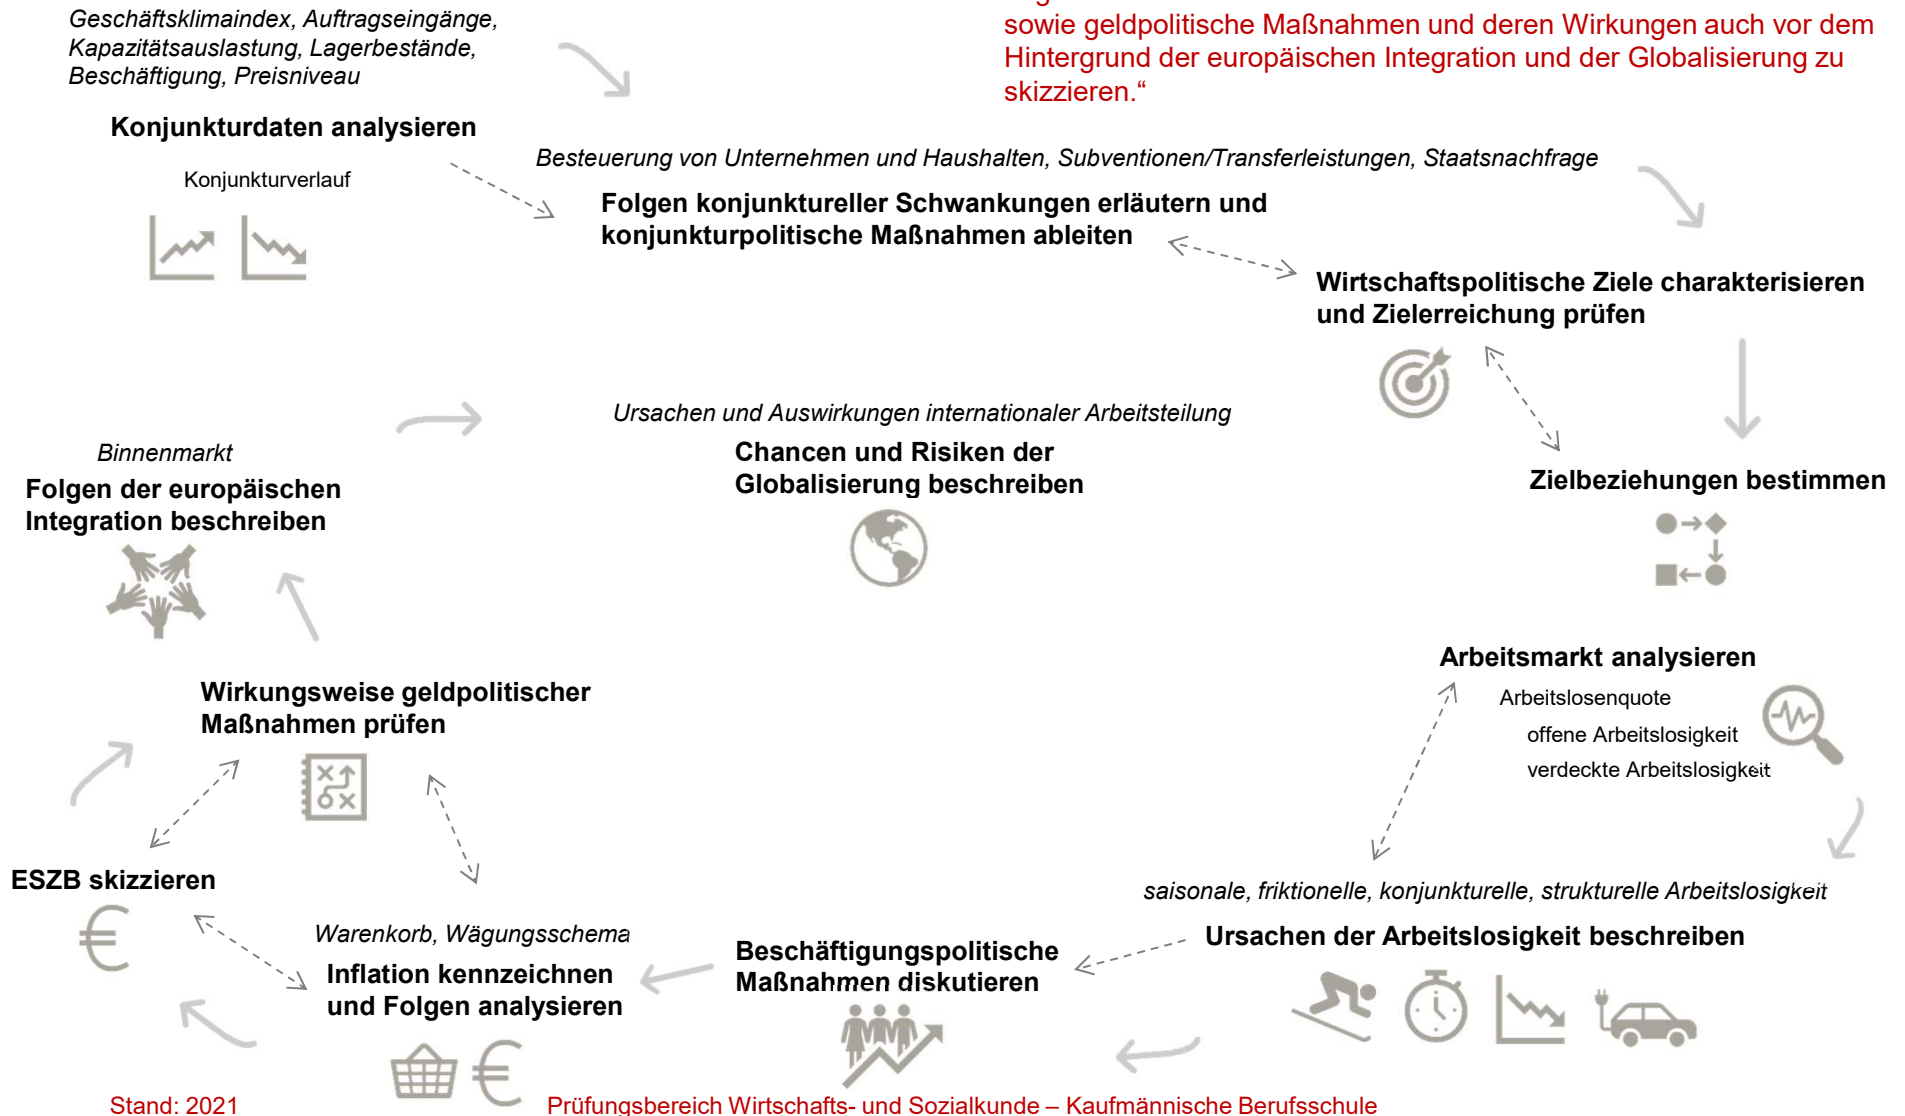 Geschäftsklimaindex, Auftragseingänge,
Kapazitätsauslastung, Lagerbestände,
Beschäftigung, Preisniveau
sowie geldpolitische Maßnahmen und deren Wirkungen auch vor dem
Hintergrund der europäischen Integration und der Globalisierung zu
skizzieren.“
Konjunkturdaten analysieren
Konjunkturverlauf
Besteuerung von Unternehmen und Haushalten, Subventionen/Transferleistungen, Staatsnachfrage
Folgen konjunktureller Schwankungen erläutern und
konjunkturpolitische Maßnahmen ableiten
Wirtschaftspolitische Ziele charakterisieren
und Zielerreichung prüfen
Zielbeziehungen bestimmen
Ursachen und Auswirkungen internationaler Arbeitsteilung
Chancen und Risiken der
Globalisierung beschreiben
Binnenmarkt
Folgen der europäischen
Integration beschreiben
Arbeitsmarkt analysieren
Arbeitslosenquote
offene Arbeitslosigkeit
verdeckte Arbeitslosigkeit
Wirkungsweise geldpolitischer
Maßnahmen prüfen
ESZB skizzieren
saisonale, friktionelle, konjunkturelle, strukturelle Arbeitslosigkeit
Ursachen der Arbeitslosigkeit beschreiben
Beschäftigungspolitische
Maßnahmen diskutieren
Warenkorb, Wägungsschema
Inflation kennzeichnen
und Folgen analysieren
Stand: 2021
Prüfungsbereich Wirtschafts- und Sozialkunde – Kaufmännische Berufsschule